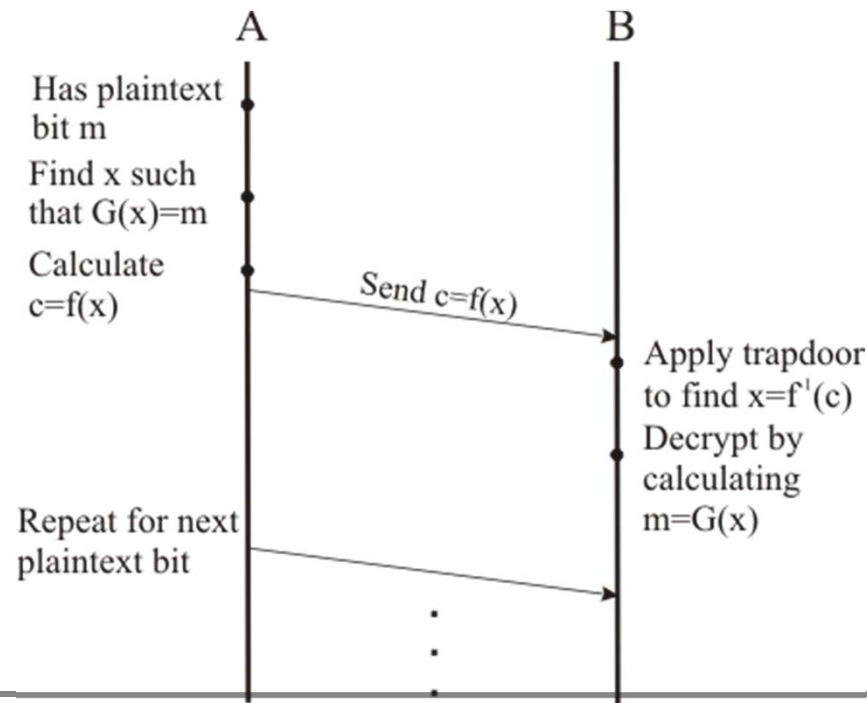 A
B
Has plaintext
bit m
Find x such
that G(x)=m
Calculate
c=f(x)
Send c=f(x)
Apply trapdoor
to find x=f'(c)
Decrypt by
calculating
m=G(x)
Repeat for next
plaintext bit